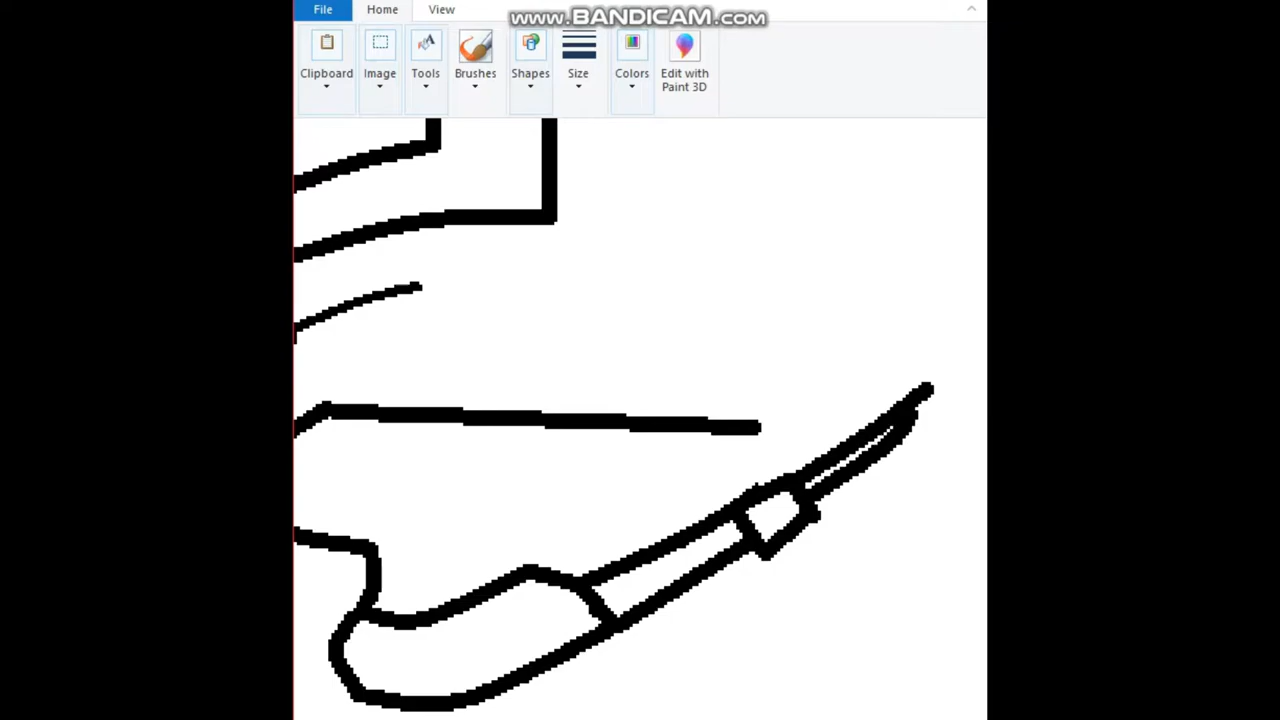 File Home View
www.BANDICAM.com
Clipboard Image Tools Brushes Shapes Size Colors Edit with
Paint 3D